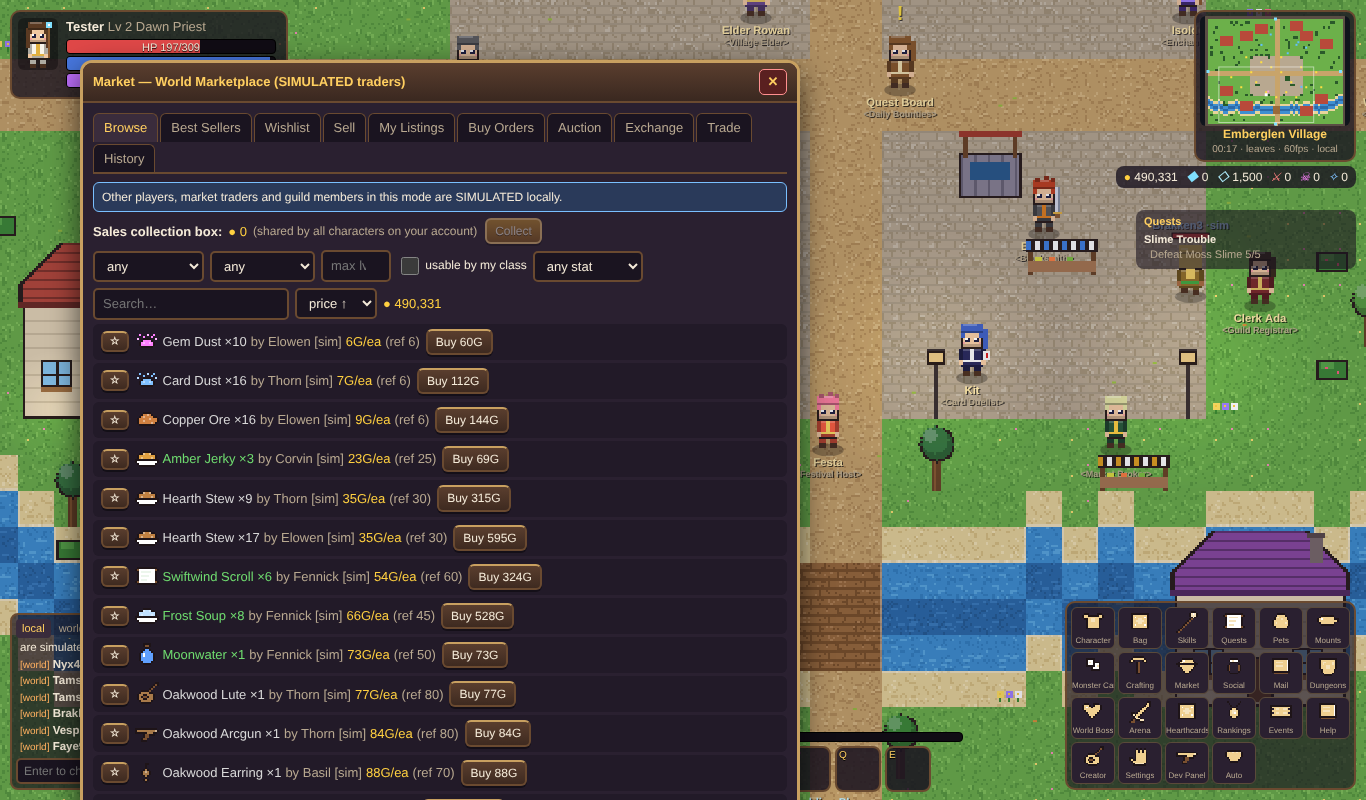 Tester Lv 2 Dawn Priest
HP 197/309
Market — World Marketplace (SIMULATED traders)
×
Browse
Best Sellers
Wishlist
Sell
My Listings
Buy Orders
Auction
Exchange
Trade
History
Other players, market traders and guild members in this mode are SIMULATED locally.
Sales collection box: 0 (shared by all characters on your account) Collect
any
any
max lv
usable by my class
any stat
Search...
price ↑
490,331
Gem Dust ×10 by Elowen [sim] 6G/ea (ref 6) Buy 60G
Card Dust ×16 by Thorn [sim] 7G/ea (ref 6) Buy 112G
Copper Ore ×16 by Elowen [sim] 9G/ea (ref 6) Buy 144G
Amber Jerky ×3 by Corvin [sim] 23G/ea (ref 25) Buy 69G
Hearth Stew ×9 by Thorn [sim] 35G/ea (ref 30) Buy 315G
Hearth Stew ×17 by Elowen [sim] 35G/ea (ref 30) Buy 595G
Swiftwind Scroll ×6 by Fennick [sim] 54G/ea (ref 60) Buy 324G
Frost Soup ×8 by Fennick [sim] 66G/ea (ref 45) Buy 528G
Moonwater ×1 by Fennick [sim] 73G/ea (ref 50) Buy 73G
Oakwood Lute ×1 by Thorn [sim] 77G/ea (ref 80) Buy 77G
Oakwood Arcgun ×1 by Thorn [sim] 84G/ea (ref 80) Buy 84G
Oakwood Earring ×1 by Basil [sim] 88G/ea (ref 70) Buy 88G
local
worl
are simulate
[world] Nyx4
[world] Tams
[world] Tams
[world] Brakl
[world] Vesp
[world] Faye
Enter to ch
Elder Rowan
<Village Elder>
!
Quest Board
<Daily Bounties>
Isol
<Encha
Emberglen Village
00:17 · leaves · 60fps · local
490,331 0 1,500 0 0 0
Quests
Slime Trouble
Defeat Moss Slime 5/5
Clerk Ada
<Guild Registrar>
Kit
<Card Duelist>
Festa
Festival Host>
Q
E
Character
Bag
Skills
Quests
Pets
Mounts
Monster Ca
Crafting
Market
Social
Mail
Dungeons
World Boss
Arena
Hearthcards
Rankings
Events
Help
Creator
Settings
Dev Panel
Auto